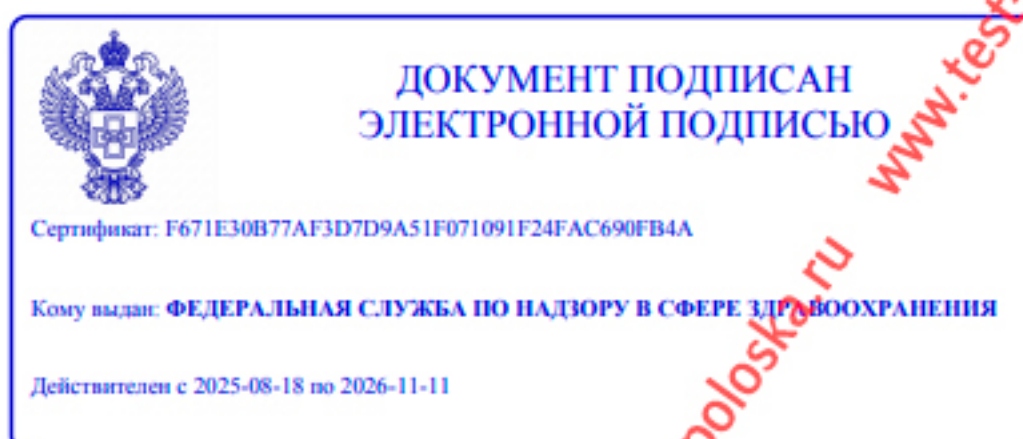 ДОКУМЕНТ ПОДПИСАН
ЭЛЕКТРОННОЙ ПОДПИСЬЮ
www.test
Сертификат: F671E30B77AF3D7D9A51F071091F24FAC690FB4A
Кому выдан: ФЕДЕРАЛЬНАЯ СЛУЖБА ПО НАДЗОРУ В СФЕРЕ ЗДРАВООХРАНЕНИЯ
Действителен с 2025-08-18 по 2026-11-11
poloska.ru